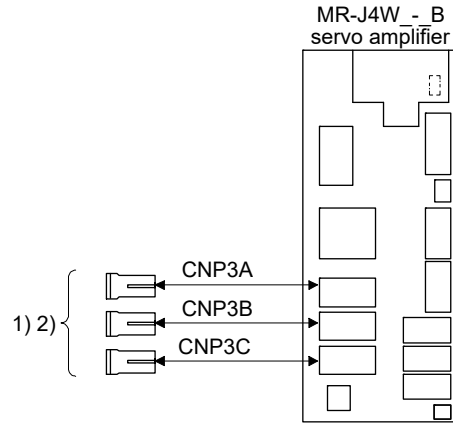 MR-J4W_-_B
servo amplifier
CNP3A
CNP3B
1) 2)
CNP3C